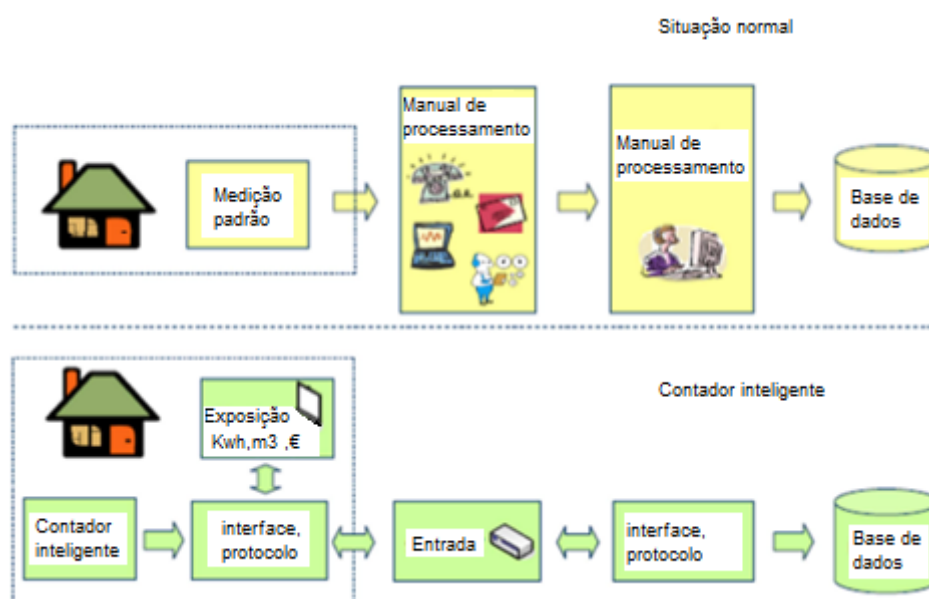 Situação normal
Manual de
processamento
Manual de
processamento
Medição
padrão
Base de
dados
Contador inteligente
Exposição
Kwh,m3 ,€
Contador
inteligente
interface,
protocolo
Entrada
interface,
protocolo
Base de
dados